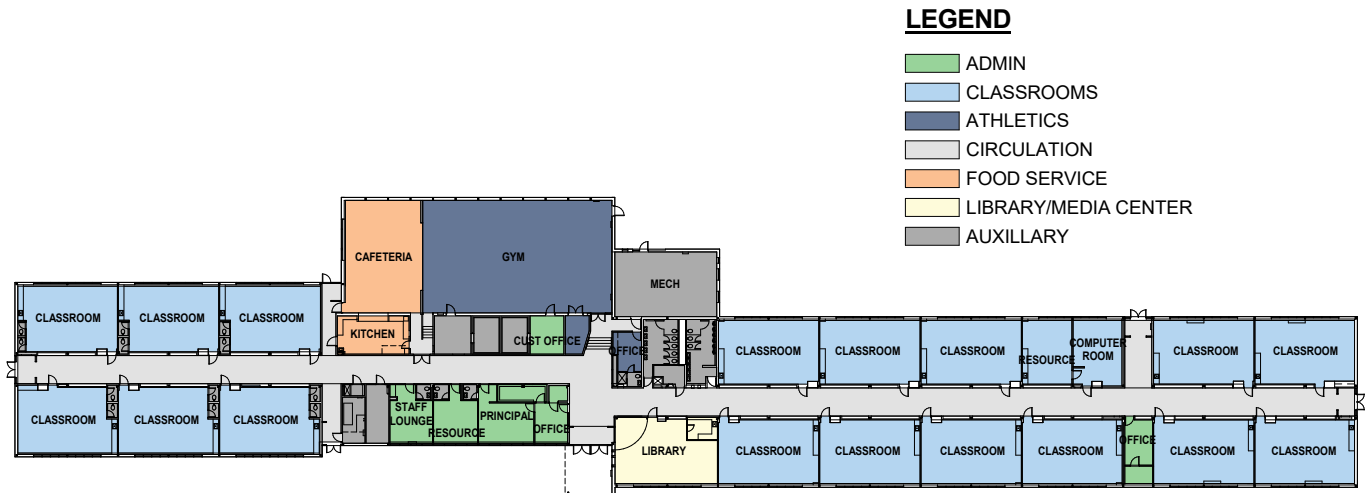 LEGEND
ADMIN
CLASSROOMS
ATHLETICS
CIRCULATION
FOOD SERVICE
LIBRARY/MEDIA CENTER
AUXILLARY
CAFETERIA
GYM
MECH
CLASSROOM
CLASSROOM
CLASSROOM
KITCHEN
CUST OFFICE
OFFICE
CLASSROOM
CLASSROOM
CLASSROOM
RESOURCE
COMPUTER
ROOM
CLASSROOM
CLASSROOM
CLASSROOM
CLASSROOM
CLASSROOM
STAFF
LOUNGE
RESOURCE
PRINCIPAL
OFFICE
LIBRARY
CLASSROOM
CLASSROOM
CLASSROOM
CLASSROOM
OFFICE
CLASSROOM
CLASSROOM